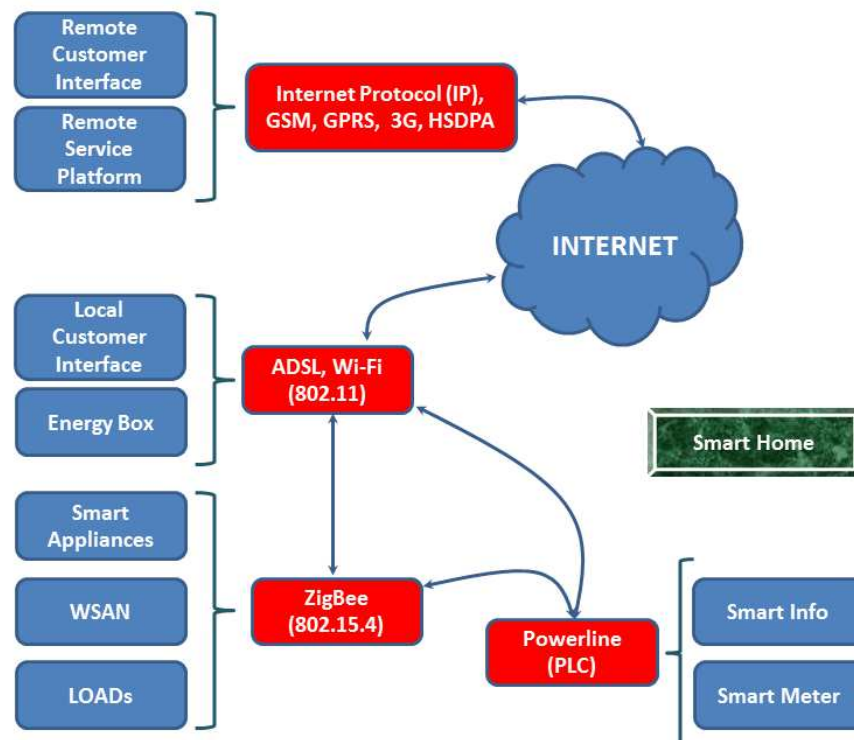 Remote
Customer
Interface
Remote
Service
Platform
Internet Protocol (IP),
GSM, GPRS, 3G, HSDPA
INTERNET
Local
Customer
Interface
Energy Box
ADSL, Wi-Fi
(802.11)
Smart Home
Smart
Appliances
WSAN
LOADs
ZigBee
(802.15.4)
Powerline
(PLC)
Smart Info
Smart Meter